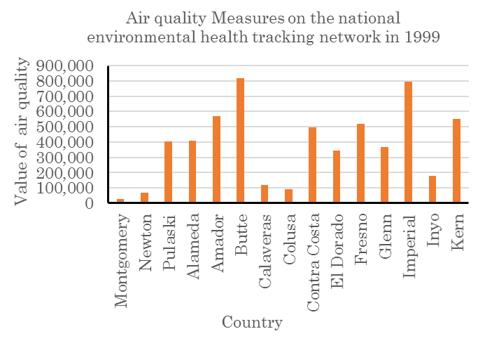 Air quality Measures on the national
environmental health tracking network in 1999
Value of air quality
900,000
800,000
700,000
600,000
500,000
400,000
300,000
200,000
100,000
0
Montgomery
Newton
Pulaski
Alameda
Amador
Butte
Calaveras
Colusa
Contra Costa
El Dorado
Fresno
Glenn
Imperial
Inyo
Kern
Country